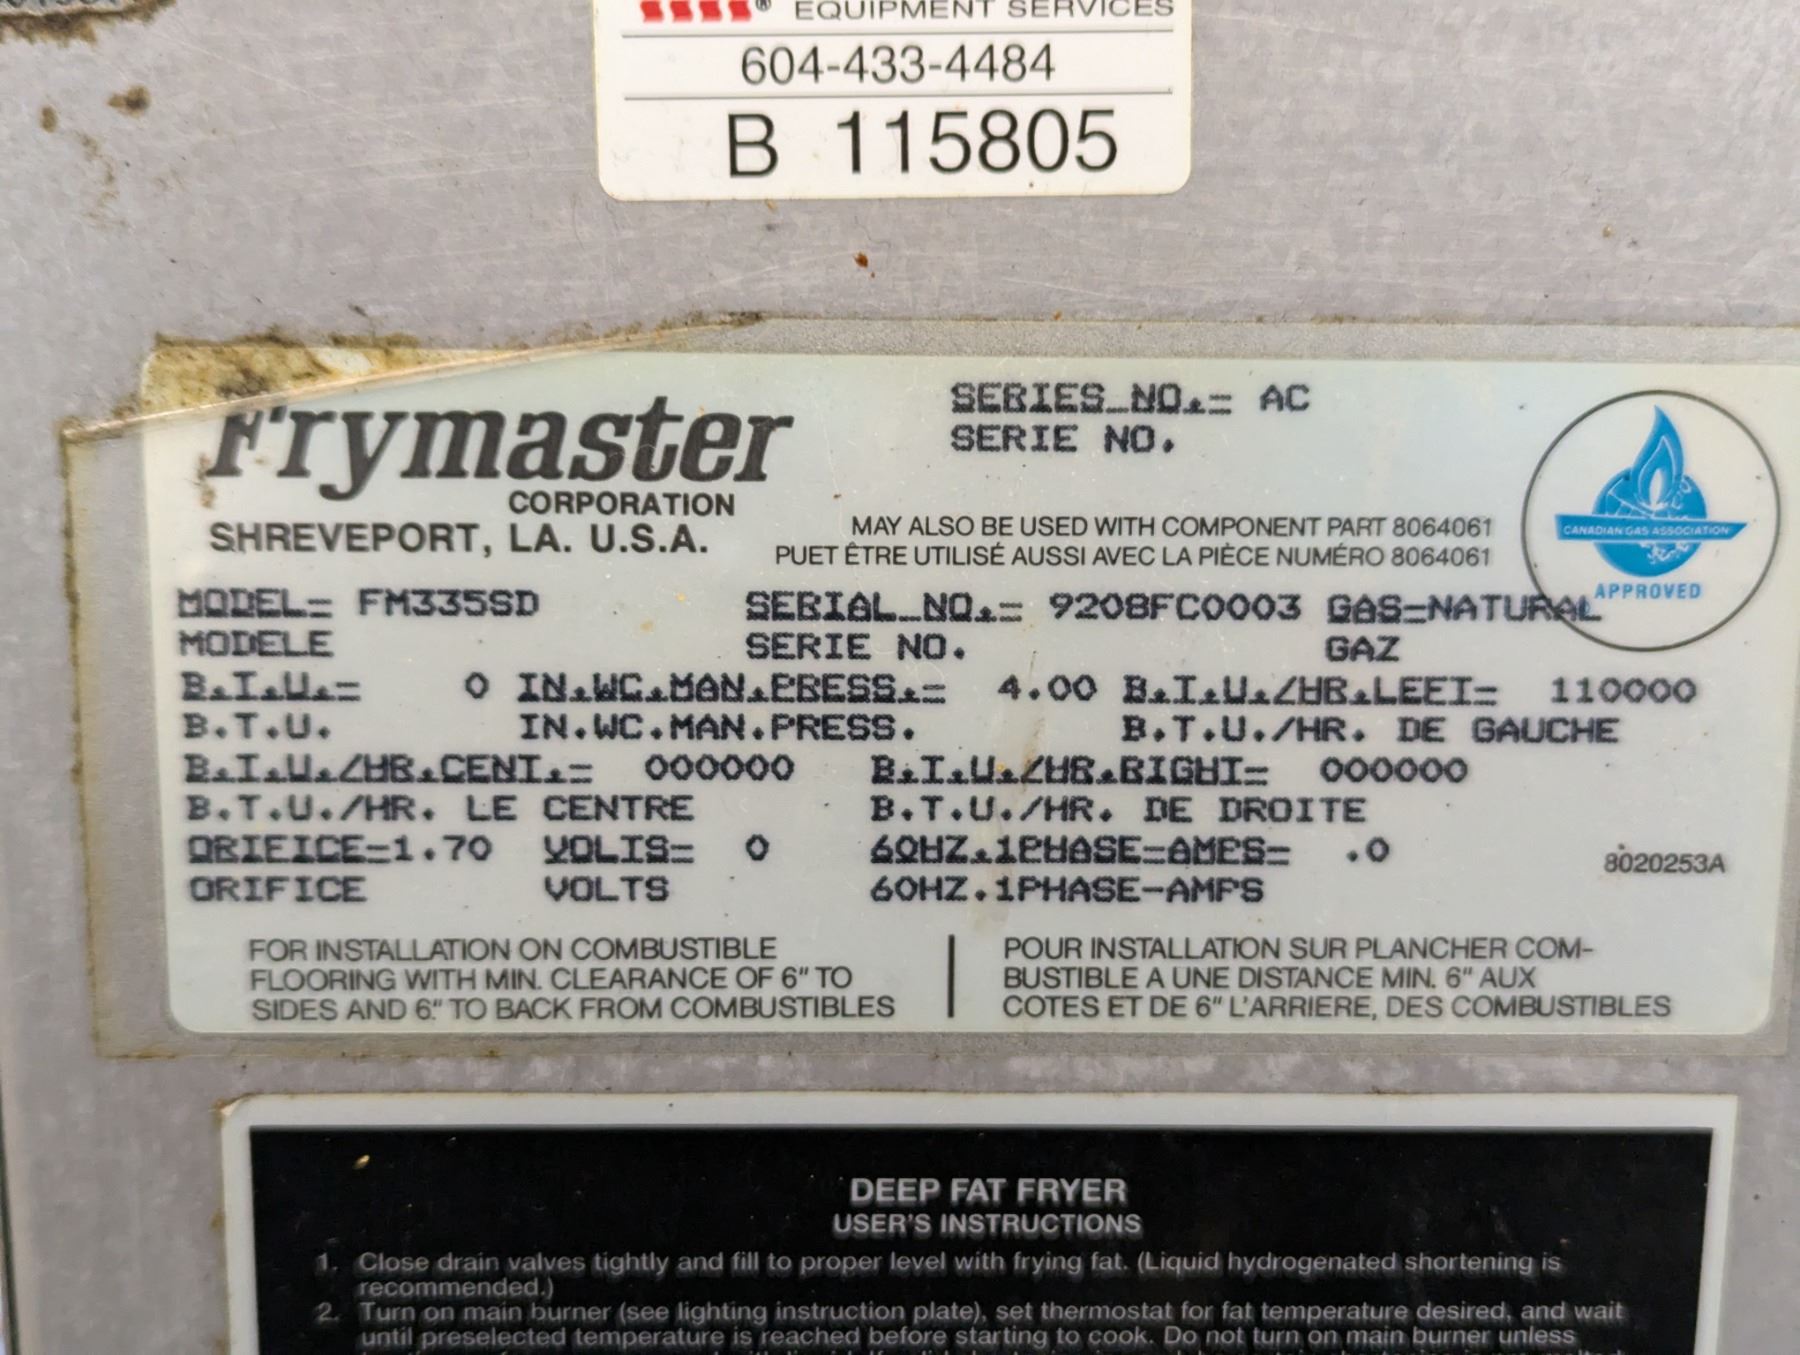 EQUIPMENT SERVICES
604-433-4484
B 115805
Frymaster
CORPORATION
SHREVEPORT, LA. U.S.A.
SERIES NO.= AC
SERIE NO.
MAY ALSO BE USED WITH COMPONENT PART 8064061
PUET ÊTRE UTILISÉ AUSSI AVEC LA PIÈCE NUMÉRO 8064061
CANADIAN GAS ASSOCIATION
APPROVED
MODEL= FM335SD SERIAL NO.= 9208FC0003 GAS=NATURAL
MODELE SERIE NO. GAZ
B.T.U.= 0 IN.WC.MAN.PRESS.= 4.00 B.T.U./HR.LEFT= 110000
B.T.U. IN.WC.MAN.PRESS. B.T.U./HR. DE GAUCHE
B.T.U./HR.CENT.= 000000 B.T.U./HR.RIGHT= 000000
B.T.U./HR. LE CENTRE B.T.U./HR. DE DROITE
ORIFICE=1.70 VOLTS= 0 60HZ.1PHASE-AMPS= .0
ORIFICE VOLTS 60HZ.1PHASE-AMPS
8020253A
FOR INSTALLATION ON COMBUSTIBLE
FLOORING WITH MIN. CLEARANCE OF 6" TO
SIDES AND 6" TO BACK FROM COMBUSTIBLES
POUR INSTALLATION SUR PLANCHER COM-
BUSTIBLE A UNE DISTANCE MIN. 6" AUX
COTES ET DE 6" L'ARRIERE, DES COMBUSTIBLES
DEEP FAT FRYER
USER'S INSTRUCTIONS
1. Close drain valves tightly and fill to proper level with frying fat. (Liquid hydrogenated shortening is
recommended.)
2. Turn on main burner (see lighting instruction plate), set thermostat for fat temperature desired, and wait
until preselected temperature is reached before starting to cook. Do not turn on main burner unless